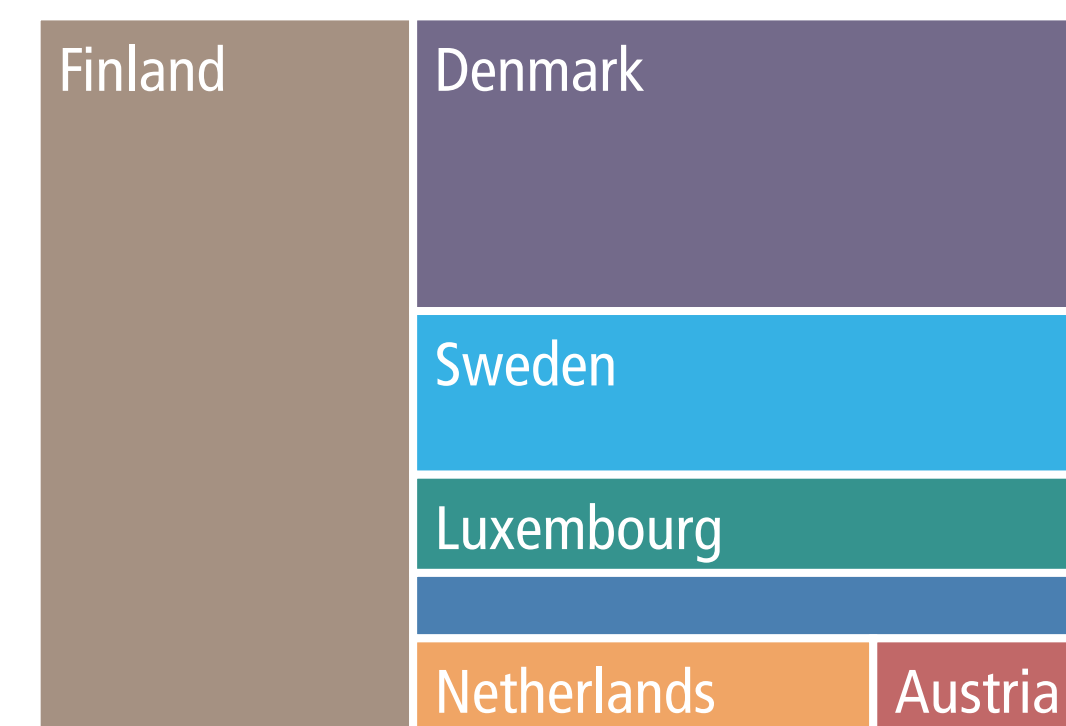 Finland
Denmark
Sweden
Luxembourg
Netherlands
Austria